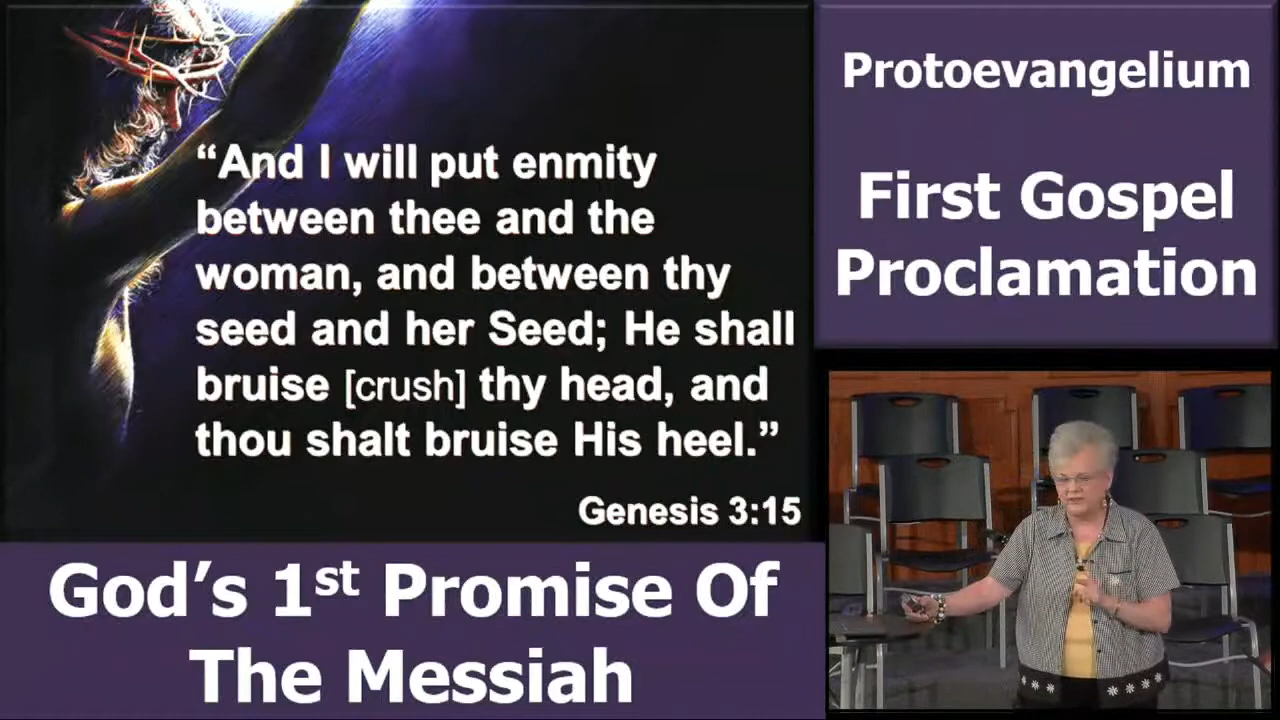 “And I will put enmity
between thee and the
woman, and between thy
seed and her Seed; He shall
bruise [crush] thy head, and
thou shalt bruise His heel.”
Genesis 3:15
God’s 1st Promise Of
The Messiah
Protoevangelium
First Gospel
Proclamation